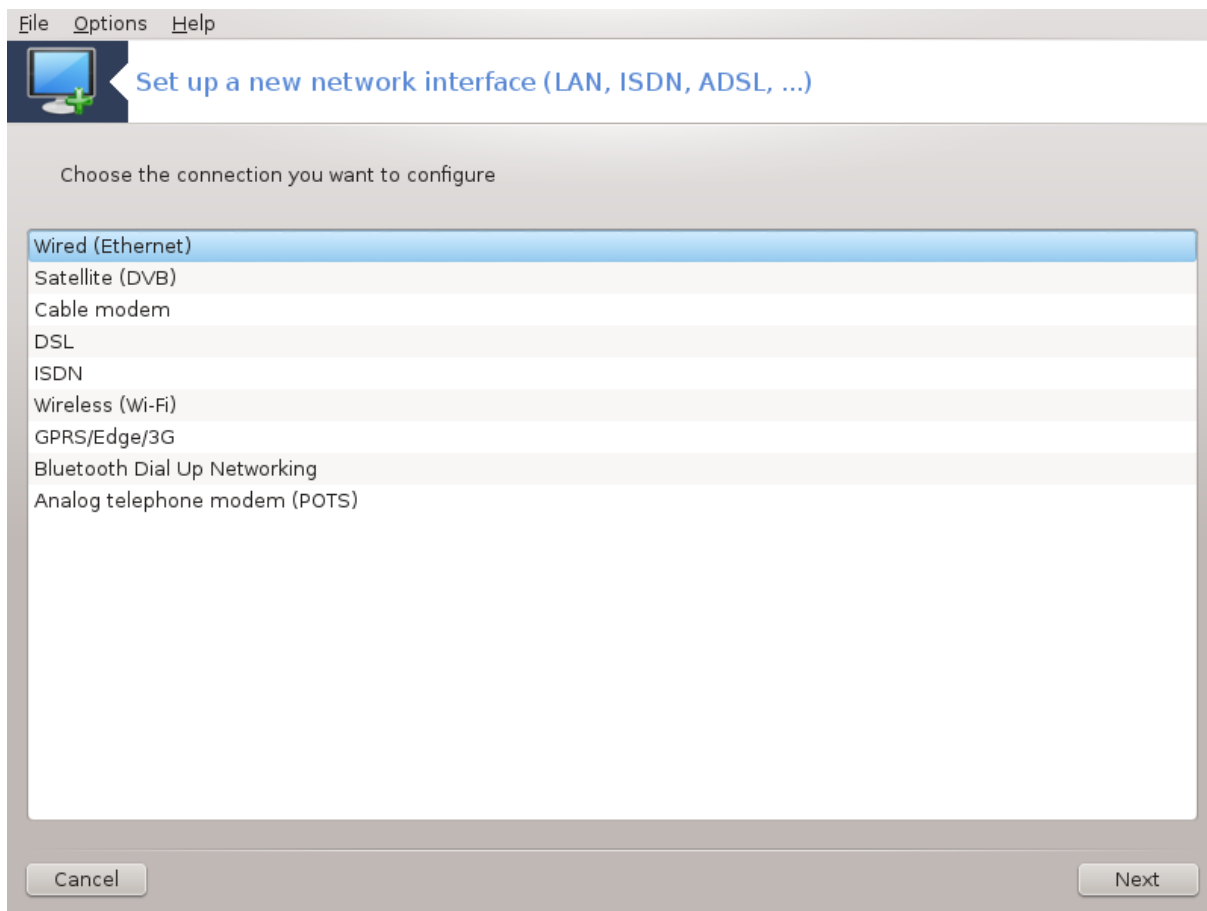 File Options Help
Set up a new network interface (LAN, ISDN, ADSL, ...)
Choose the connection you want to configure
Wired (Ethernet)
Satellite (DVB)
Cable modem
DSL
ISDN
Wireless (Wi-Fi)
GPRS/Edge/3G
Bluetooth Dial Up Networking
Analog telephone modem (POTS)
Cancel Next